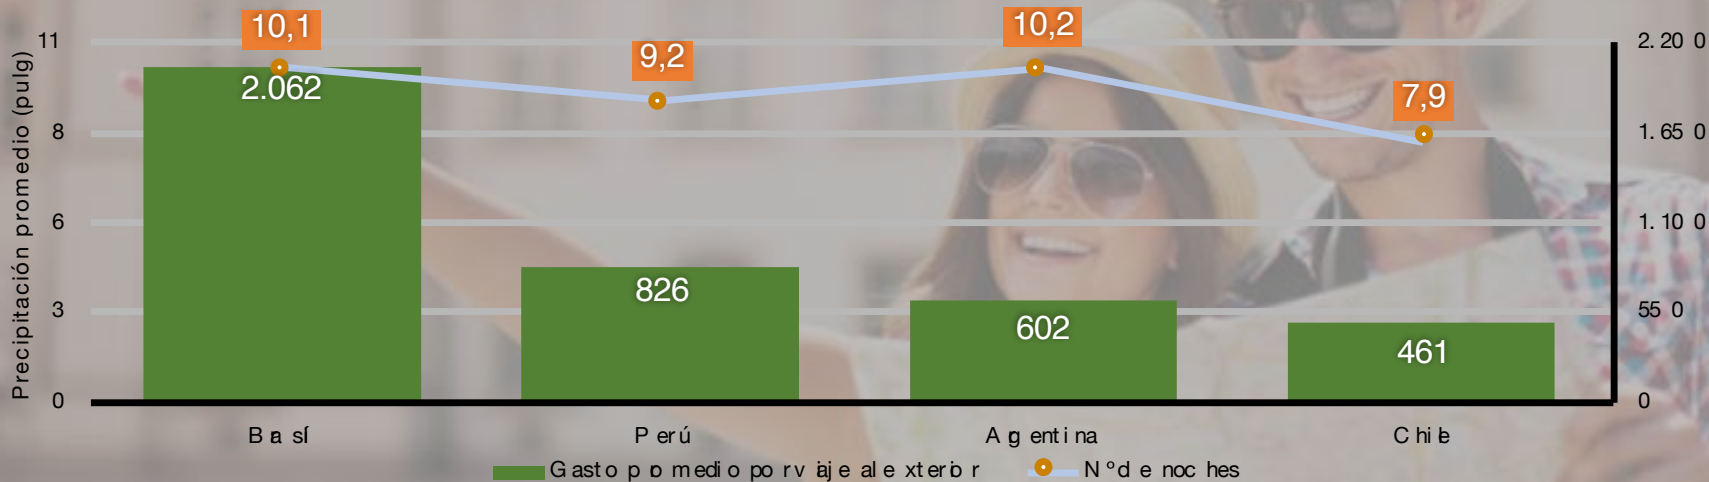 10,1
9,2
10,2
7,9
2.062
826
602
461
Precipitación promedio (pulg)
11
8
6
3
0
2.200
1.650
1.100
550
0
Brasíl
Perú
Argentina
Chile
Gasto promedio por viaje al exterior
N° de noches